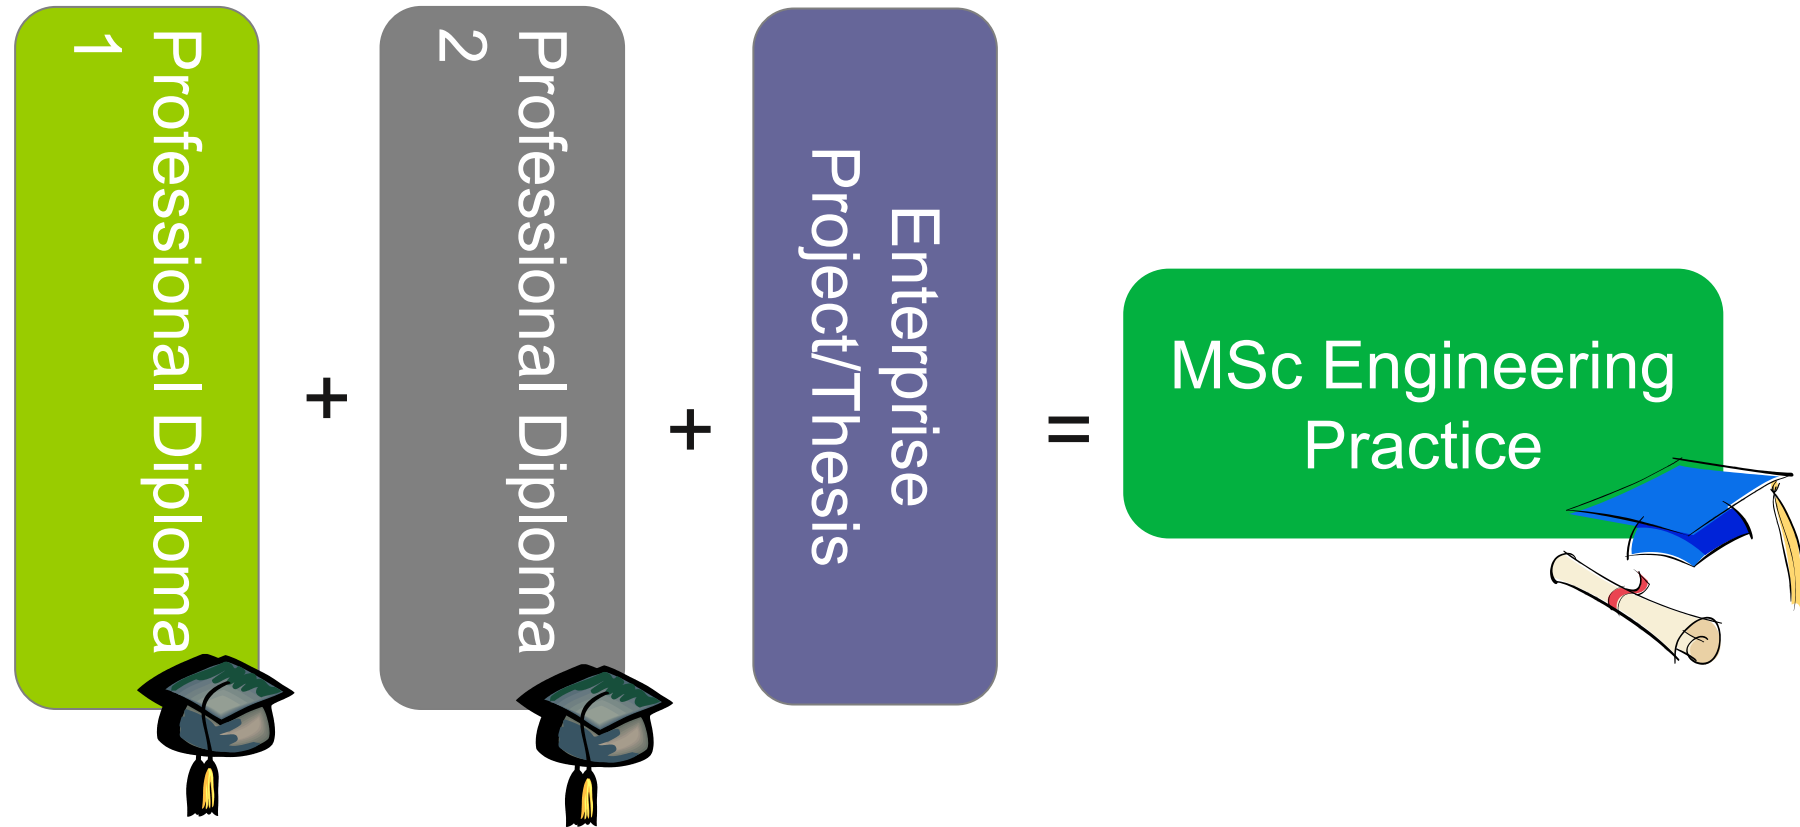 Professional Diploma
1
+
Professional Diploma
2
+
Enterprise
Project/Thesis
=
MSc Engineering
Practice